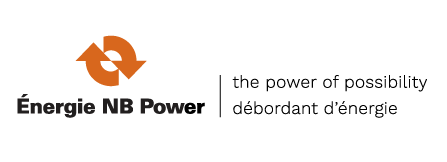 Énergie NB Power
the power of possibility
débordant d'énergie